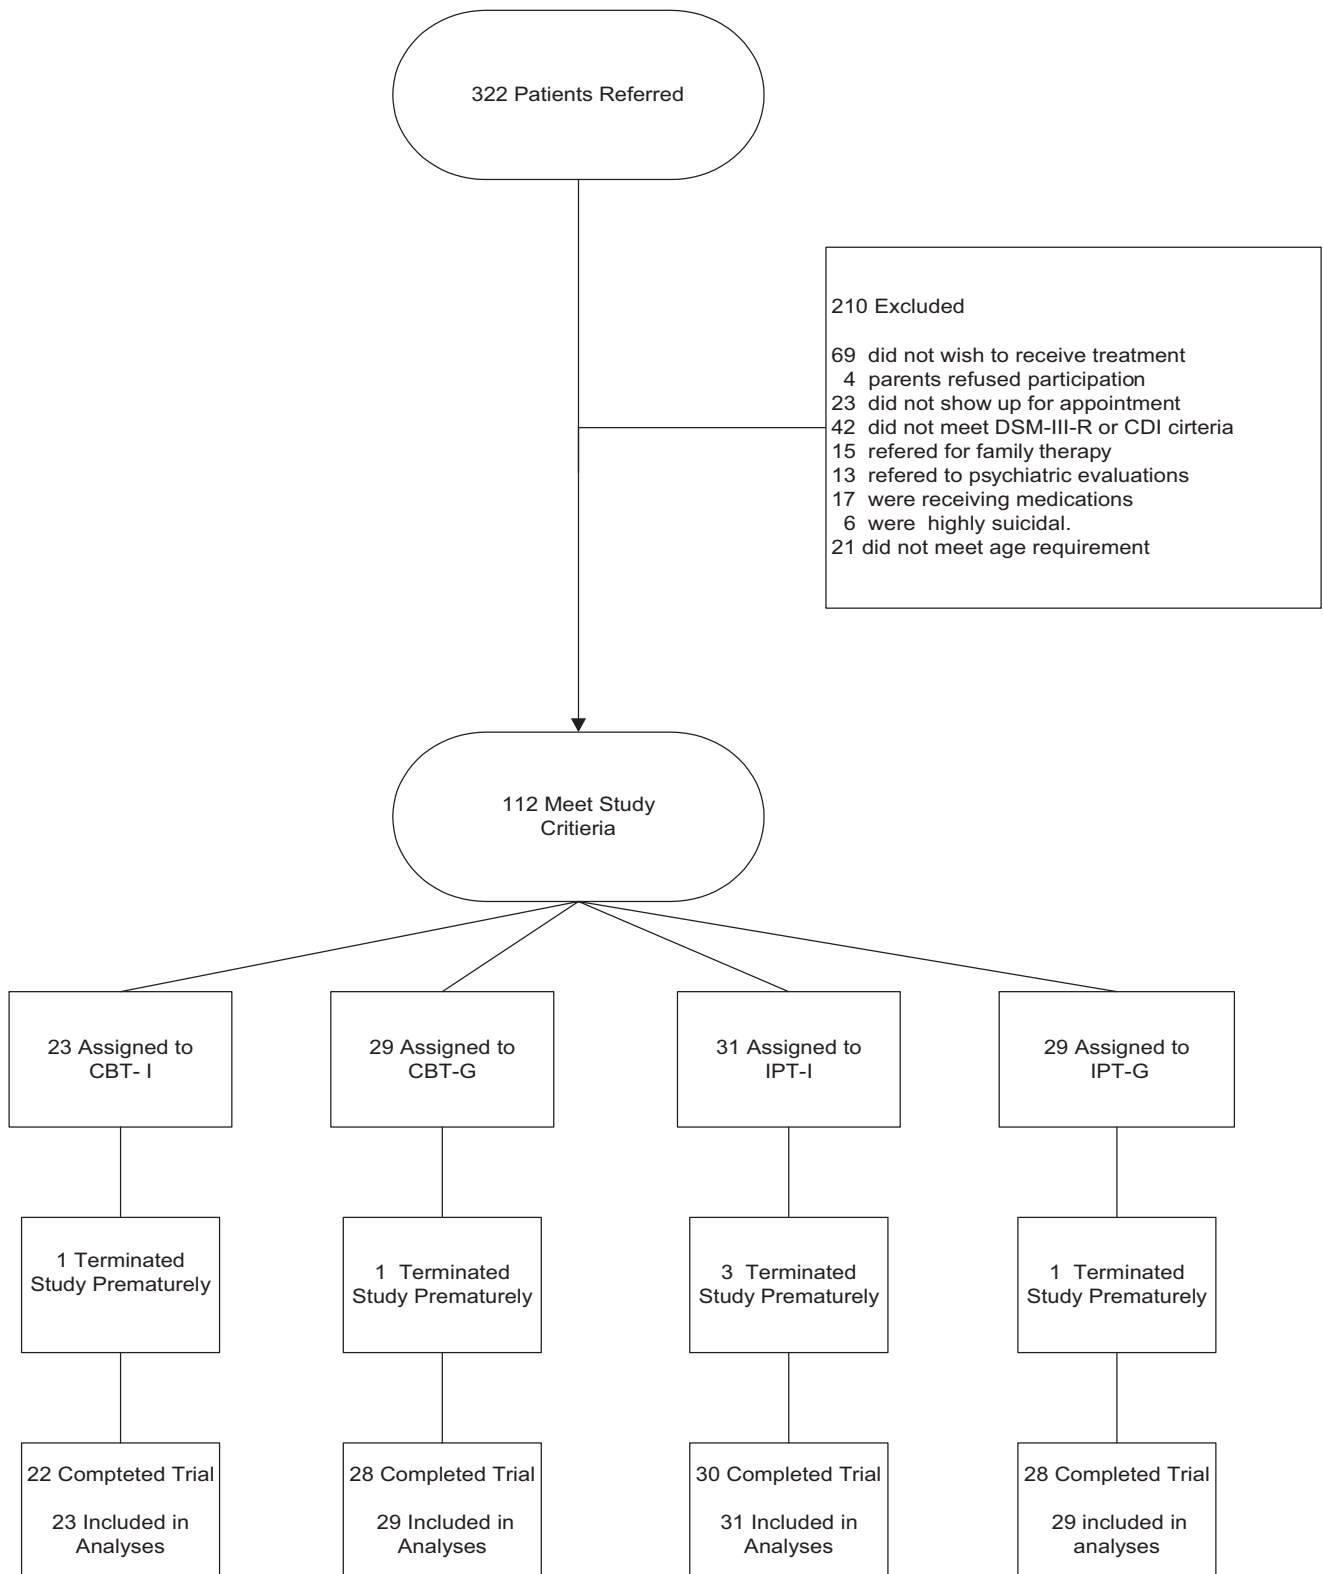 322 Patients Referred
210 Excluded
69 did not wish to receive treatment
4 parents refused participation
23 did not show up for appointment
42 did not meet DSM-III-R or CDI cirteria
15 refered for family therapy
13 refered to psychiatric evaluations
17 were receiving medications
6 were highly suicidal.
21 did not meet age requirement
112 Meet Study
Critieria
23 Assigned to
CBT- I
29 Assigned to
CBT-G
31 Assigned to
IPT-I
29 Assigned to
IPT-G
1 Terminated
Study Prematurely
1 Terminated
Study Prematurely
3 Terminated
Study Prematurely
1 Terminated
Study Prematurely
22 Compteted Trial
23 Included in
Analyses
28 Completed Trial
29 Included in
Analyses
30 Completed Trial
31 Included in
Analyses
28 Completed Trial
29 included in
analyses